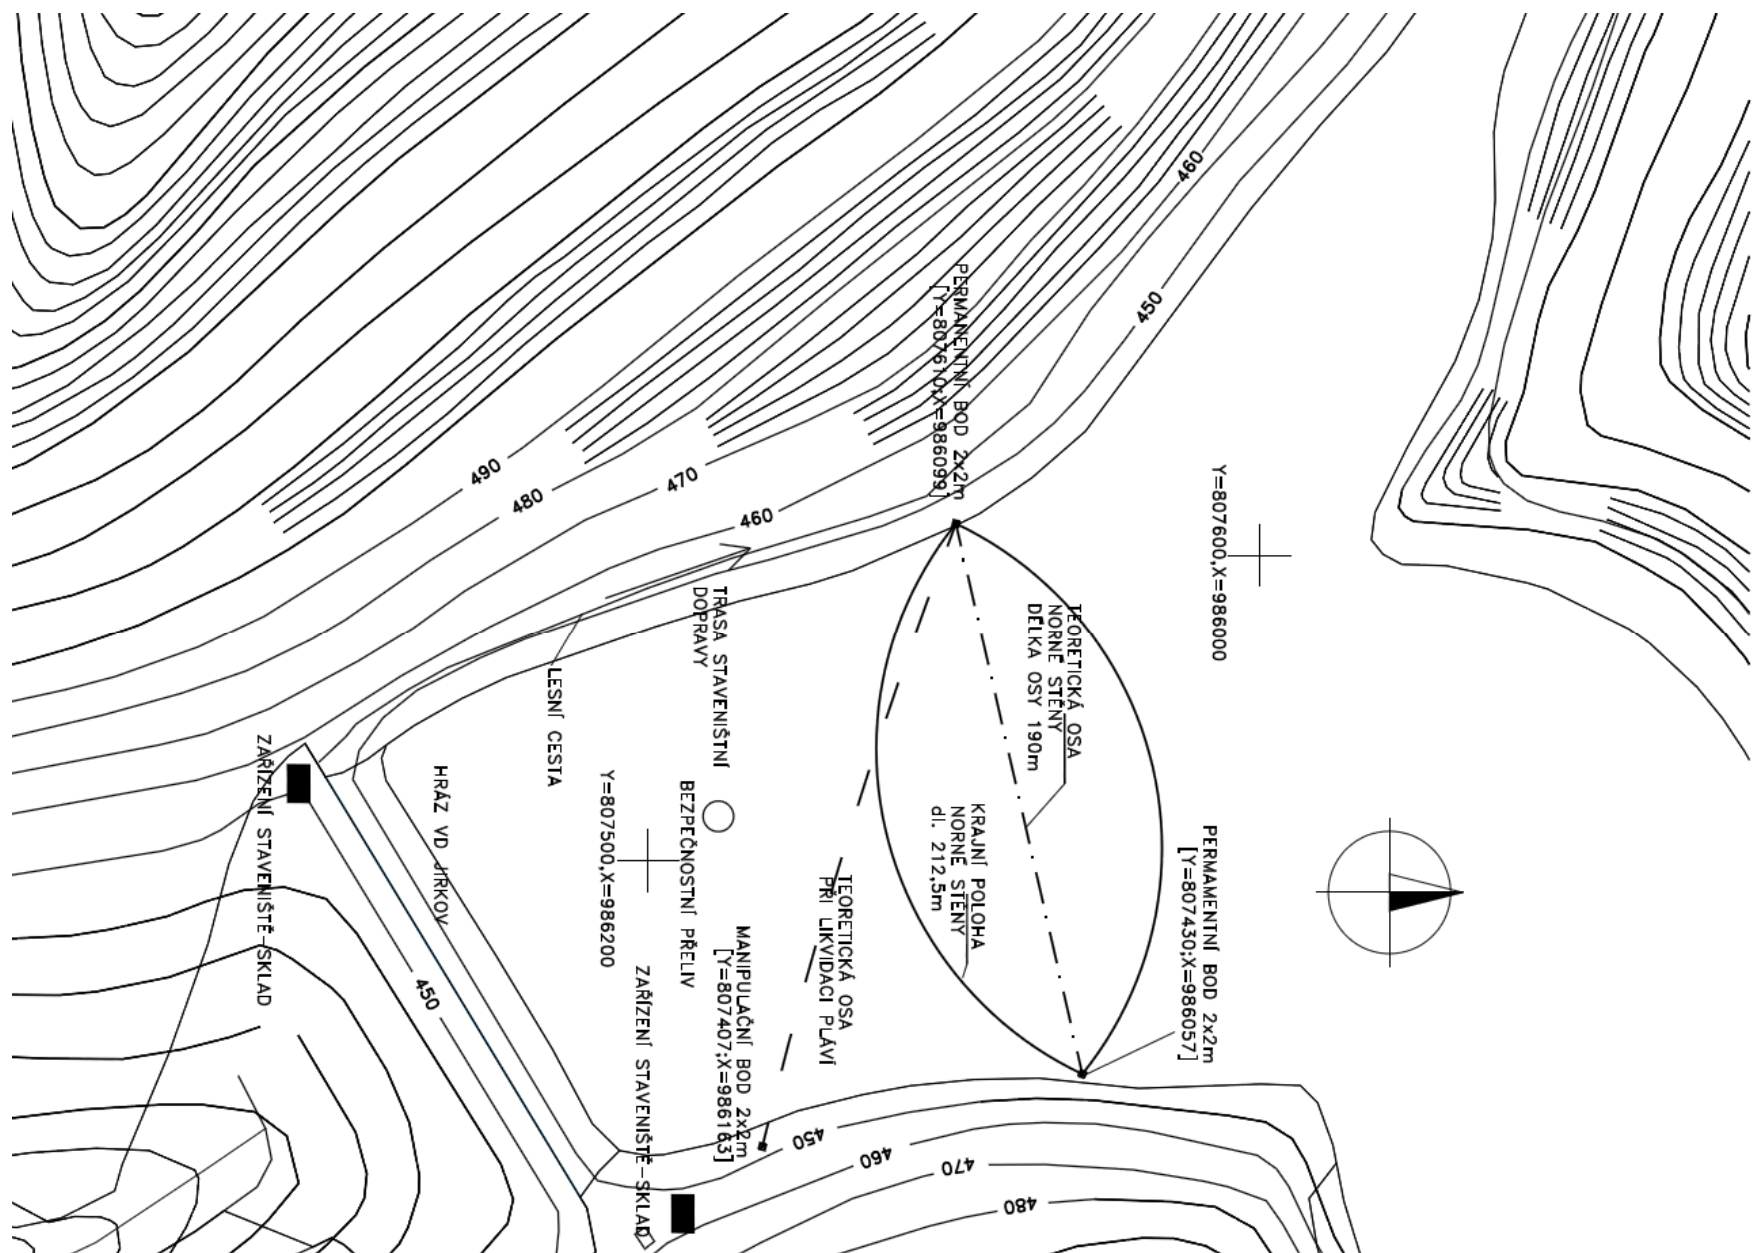 PERMANENTNÍ BOD 2x2m
[Y=807610;X=986099]
460
450
490
480
470
460
Y=807600,X=986000
TRASA STAVENIŠTNÍ
DOPRAVY
LESNÍ CESTA
TEORETICKÁ OSA
NORNÉ STĚNY
DÉLKA OSY 190m
KRAJNÍ POLOHA
NORNÉ STĚNY
dl. 212,5m
ZAŘÍZENÍ STAVENIŠTĚ-SKLAD
HRÁZ VD JIRKOV
Y=807500,X=986200
BEZPEČNOSTNÍ PŘELIV
TEORETICKÁ OSA
PŘI LIKVIDACI PLÁVÍ
PERMAMENTNÍ BOD 2x2m
[Y=807430;X=986057]
MANIPULAČNÍ BOD 2x2m
[Y=807407;X=986163]
ZAŘÍZENÍ STAVENIŠTĚ-SKLAD
450
450
460
470
480